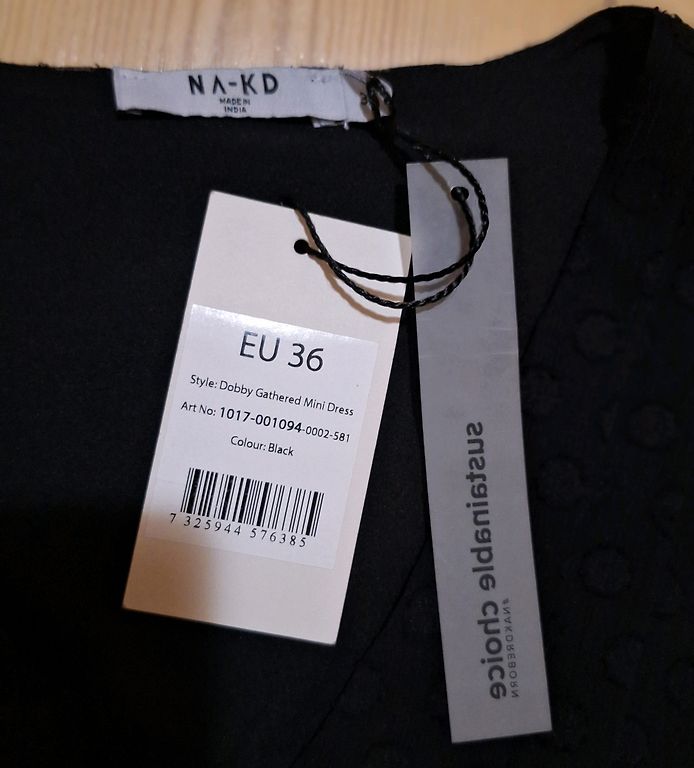 NA-KD
MADE IN
INDIA
EU 36
Style: Dobby Gathered Mini Dress
Art No: 1017-001094-0002-581
Colour: Black
7 325944 576385
sustainable choice
#NAKDREBORN